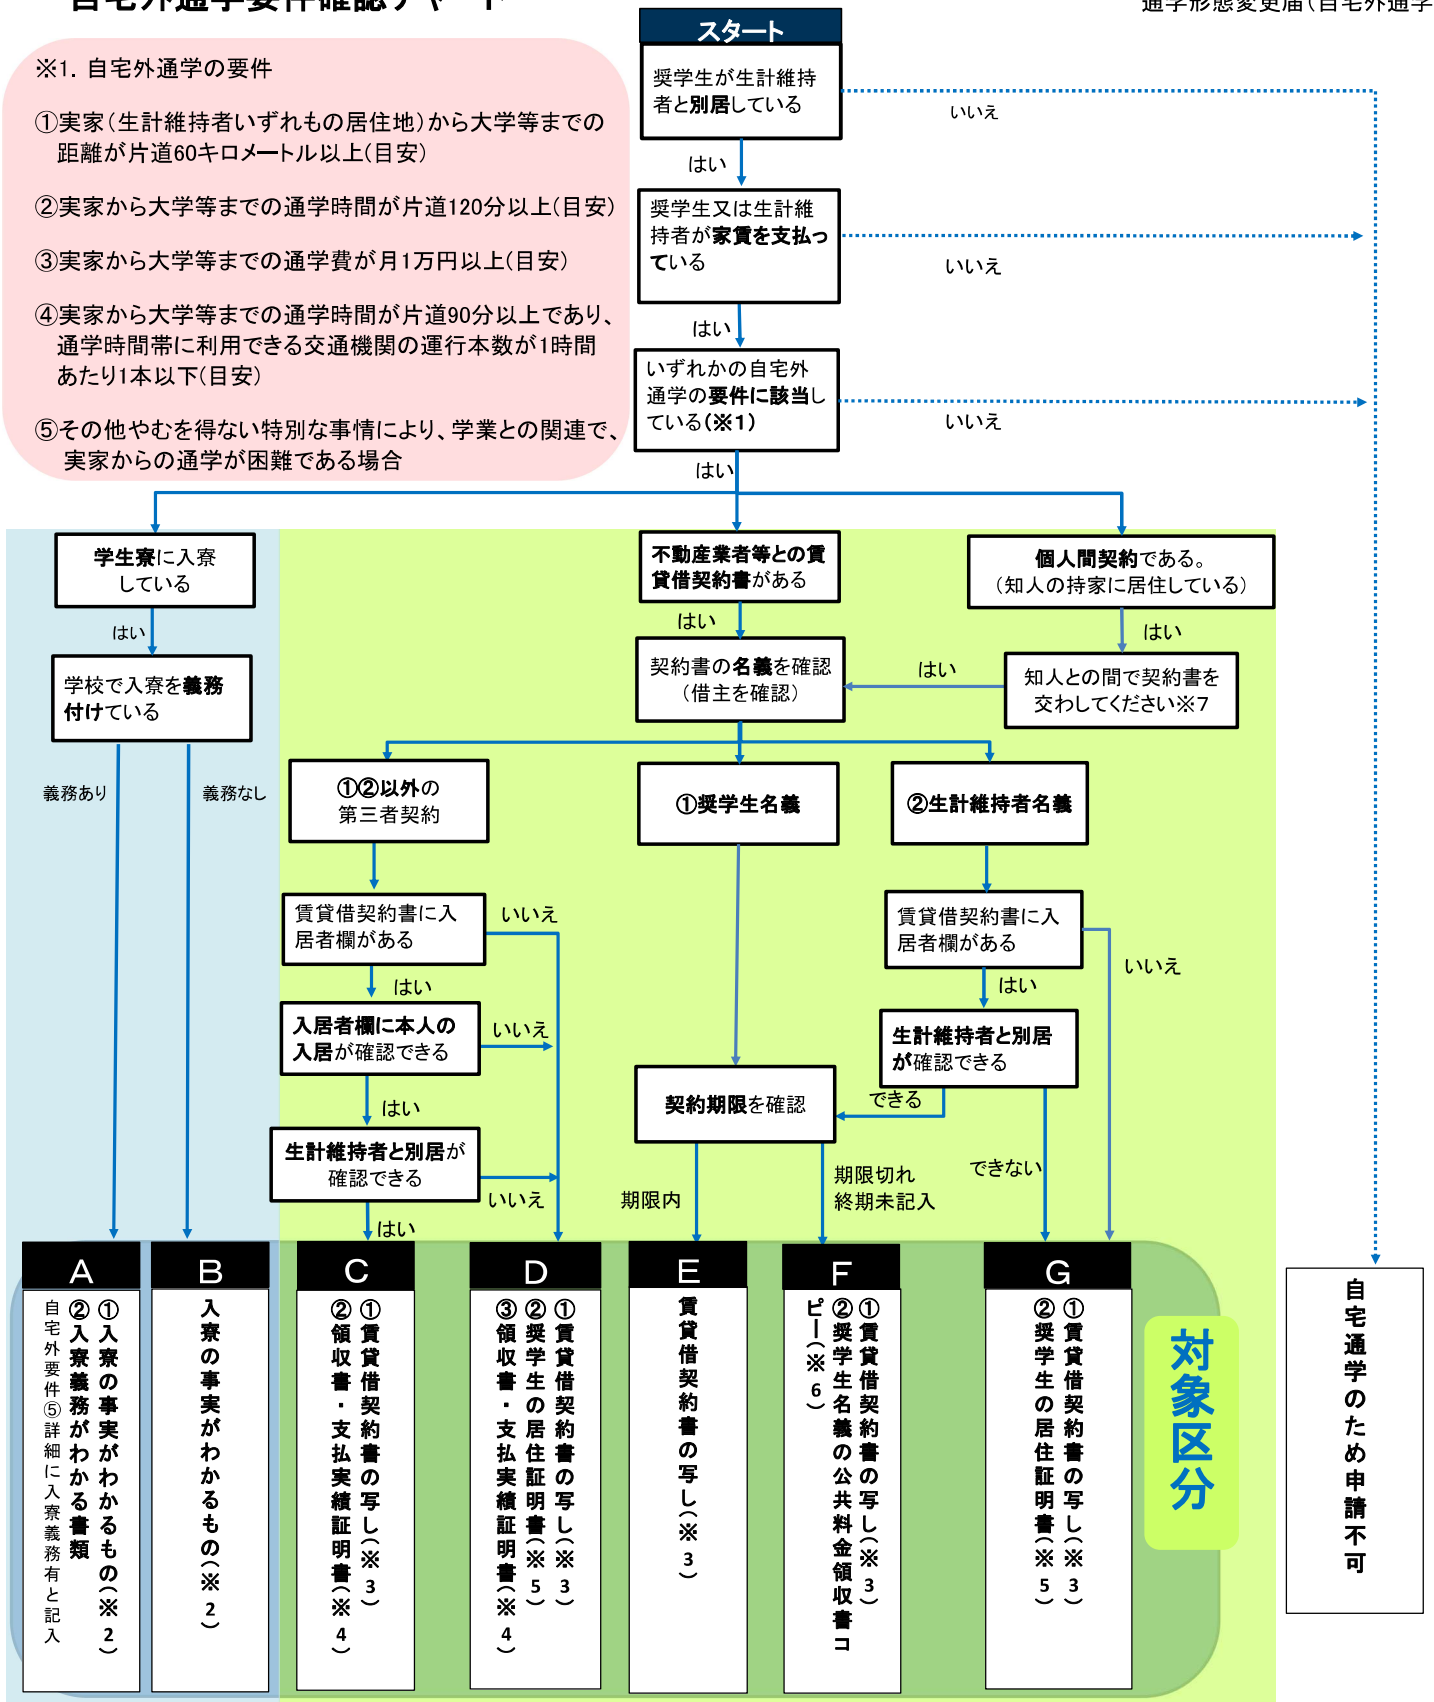 自宅外通学要件確認チャート
通学形態変更届(自宅外通学
※1. 自宅外通学の要件
①実家(生計維持者いずれもの居住地)から大学等までの
距離が片道60キロメートル以上(目安)
②実家から大学等までの通学時間が片道120分以上(目安)
③実家から大学等までの通学費が月1万円以上(目安)
④実家から大学等までの通学時間が片道90分以上であり、
通学時間帯に利用できる交通機関の運行本数が1時間
あたり1本以下(目安)
⑤その他やむを得ない特別な事情により、学業との関連で、
実家からの通学が困難である場合
スタート
奨学生が生計維持
者と別居している
いいえ
はい
奨学生又は生計維
持者が家賃を支払っ
ている
いいえ
はい
いずれかの自宅外
通学の要件に該当し
ている(※1)
いいえ
はい
学生寮に入寮
している
はい
学校で入寮を義務
付けている
義務あり
義務なし
不動産業者等との賃
貸借契約書がある
はい
契約書の名義を確認
(借主を確認)
個人間契約である。
(知人の持家に居住している)
はい
知人との間で契約書を
交わしてください※7
はい
①②以外の
第三者契約
①奨学生名義
②生計維持者名義
賃貸借契約書に入
居者欄がある
いいえ
はい
入居者欄に本人の
入居が確認できる
いいえ
はい
生計維持者と別居が
確認できる
いいえ
はい
賃貸借契約書に入
居者欄がある
いいえ
はい
生計維持者と別居
が確認できる
できる
できない
契約期限を確認
期限内
期限切れ
終期未記入
A
①入寮の事実がわかるもの(※2)
②入寮義務がわかる書類
自宅外要件⑤詳細に入寮義務有と記入
B
入寮の事実がわかるもの(※2)
C
①賃貸借契約書の写し(※3)
②領収書・支払実績証明書(※4)
D
①賃貸借契約書の写し(※3)
②奨学生の居住証明書(※5)
③領収書・支払実績証明書(※4)
E
賃貸借契約書の写し(※3)
F
①賃貸借契約書の写し(※3)
②奨学生名義の公共料金領収書コ
ピー(※6)
G
①賃貸借契約書の写し(※3)
②奨学生の居住証明書(※5)
対象区分
自宅通学のため申請不可